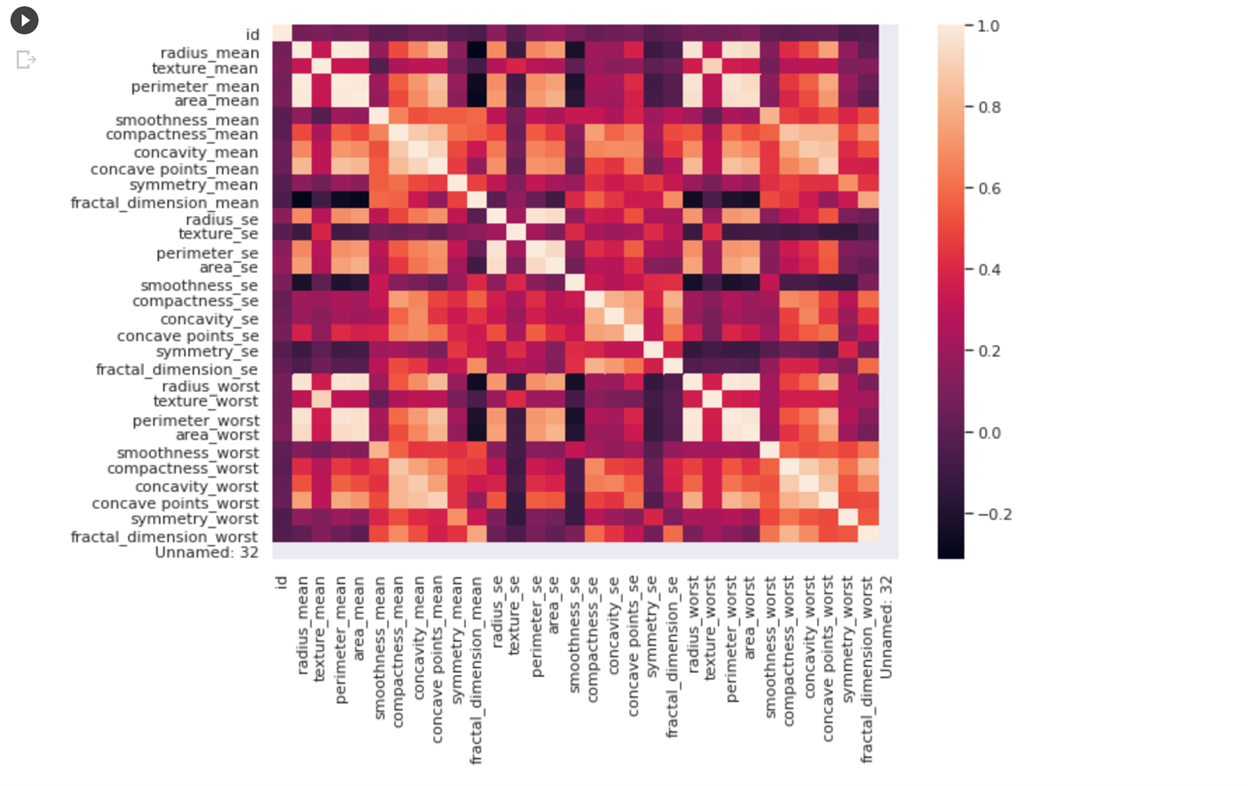 id
radius_mean
texture_mean
perimeter_mean
area_mean
smoothness_mean
compactness_mean
concavity_mean
concave points_mean
symmetry_mean
fractal_dimension_mean
radius_se
texture_se
perimeter_se
area_se
smoothness_se
compactness_se
concavity_se
concave points_se
symmetry_se
fractal_dimension_se
radius_worst
texture_worst
perimeter_worst
area_worst
smoothness_worst
compactness_worst
concavity_worst
concave points_worst
symmetry_worst
fractal_dimension_worst
Unnamed: 32
id
radius_mean
texture_mean
perimeter_mean
area_mean
smoothness_mean
compactness_mean
concavity_mean
concave points_mean
symmetry_mean
fractal_dimension_mean
radius_se
texture_se
perimeter_se
area_se
smoothness_se
compactness_se
concavity_se
concave points_se
symmetry_se
fractal_dimension_se
radius_worst
texture_worst
perimeter_worst
area_worst
smoothness_worst
compactness_worst
concavity_worst
concave points_worst
symmetry_worst
fractal_dimension_worst
Unnamed: 32
1.0
0.8
0.6
0.4
0.2
0.0
−0.2